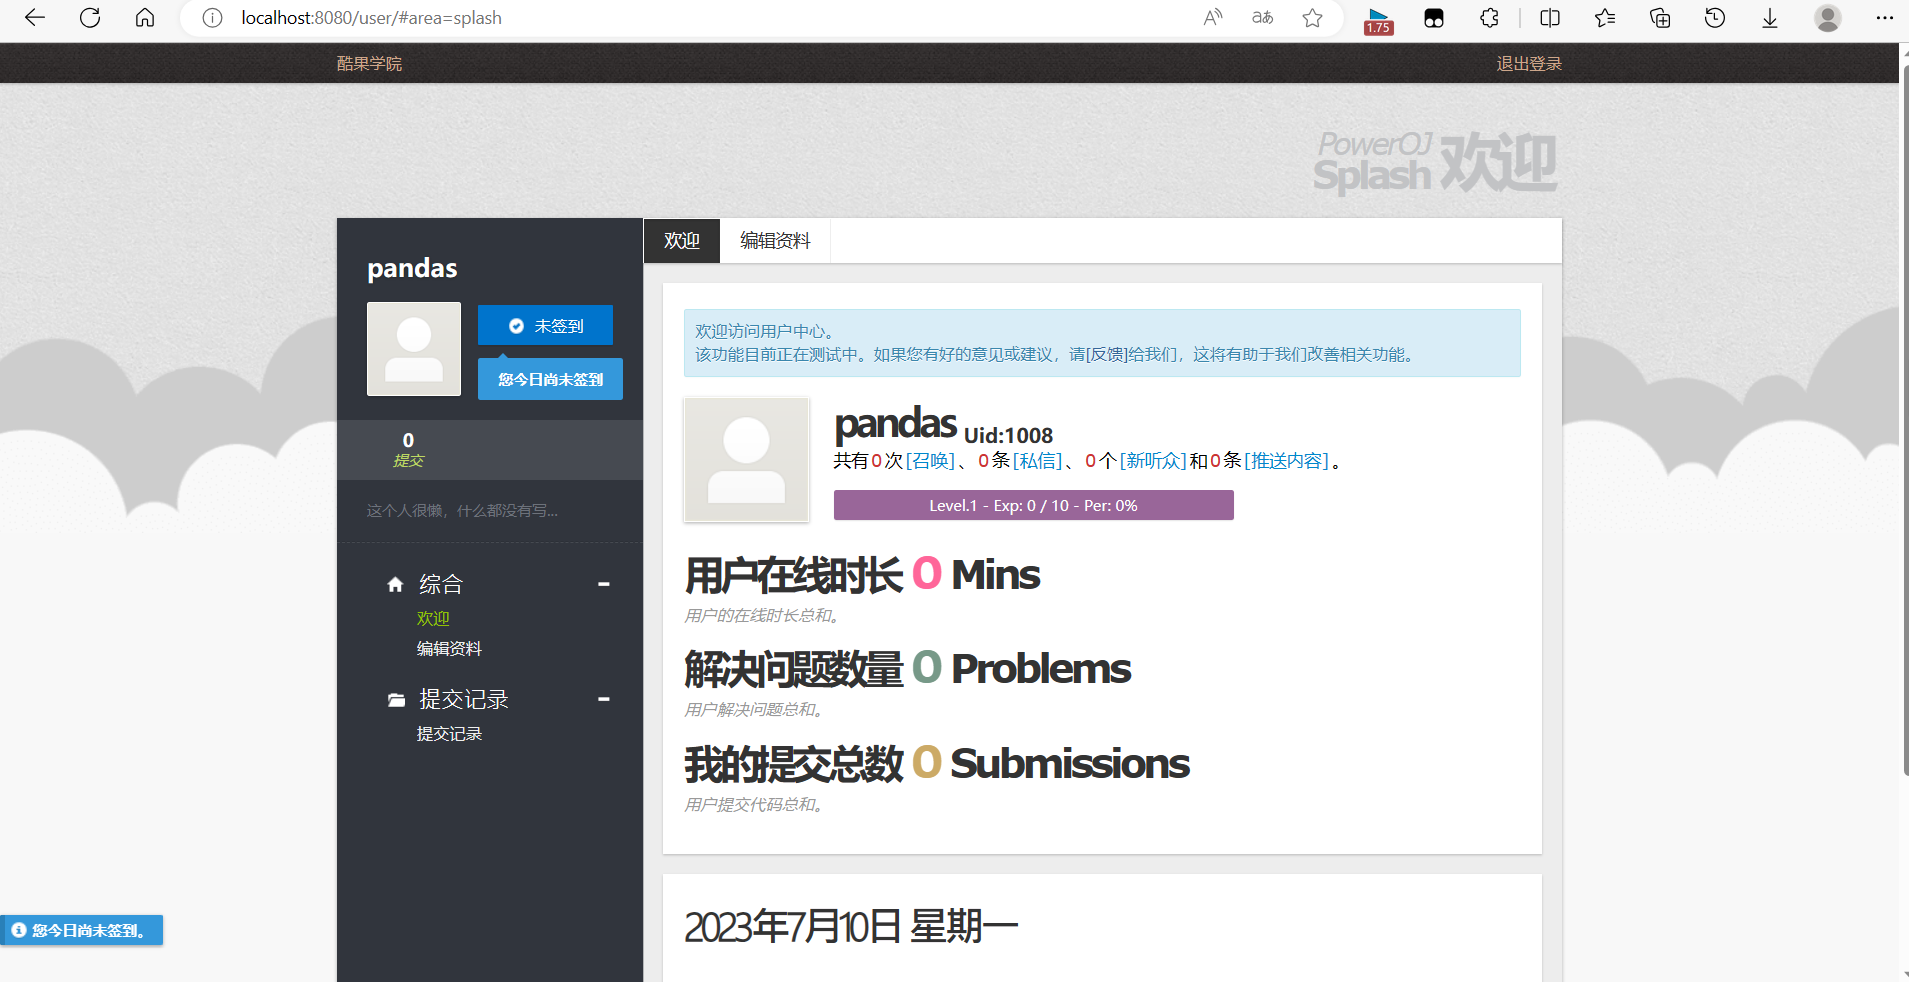 localhost:8080/user/#area=splash
1.75
酷果学院
退出登录
PowerOJ
Splash 欢迎
pandas
未签到
您今日尚未签到
0
提交
这个人很懒，什么都没有写...
综合
欢迎
编辑资料
提交记录
提交记录
欢迎 编辑资料
欢迎访问用户中心。
该功能目前正在测试中。如果您有好的意见或建议，请[反馈]给我们，这将有助于我们改善相关功能。
pandas Uid:1008
共有0次[召唤]、0条[私信]、0个[新听众]和0条[推送内容]。
Level.1 - Exp: 0 / 10 - Per: 0%
用户在线时长 0 Mins
用户的在线时长总和。
解决问题数量 0 Problems
用户解决问题总和。
我的提交总数 0 Submissions
用户提交代码总和。
2023年7月10日 星期一
您今日尚未签到。